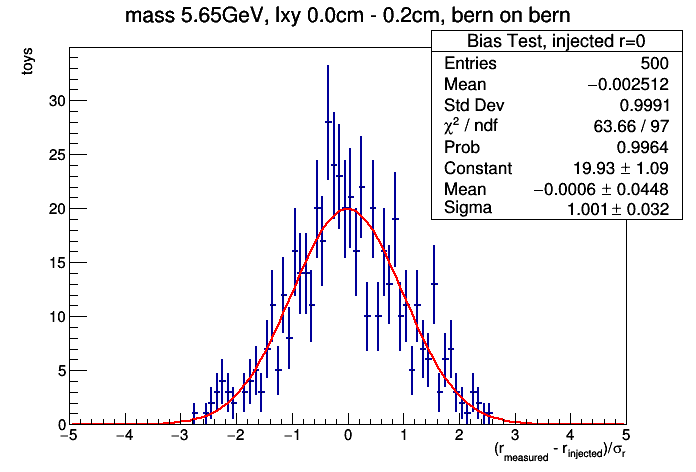 mass 5.65GeV, lxy 0.0cm - 0.2cm, bern on bern
Bias Test, injected r=0
Entries 500
Mean −0.002512
Std Dev 0.9991
χ² / ndf 63.66 / 97
Prob 0.9964
Constant 19.93 ± 1.09
Mean −0.0006 ± 0.0448
Sigma 1.001 ± 0.032
toys
30
25
20
15
10
5
0
−5 −4 −3 −2 −1 0 1 2 3 4 5
(r_measured - r_injected)/σ_r